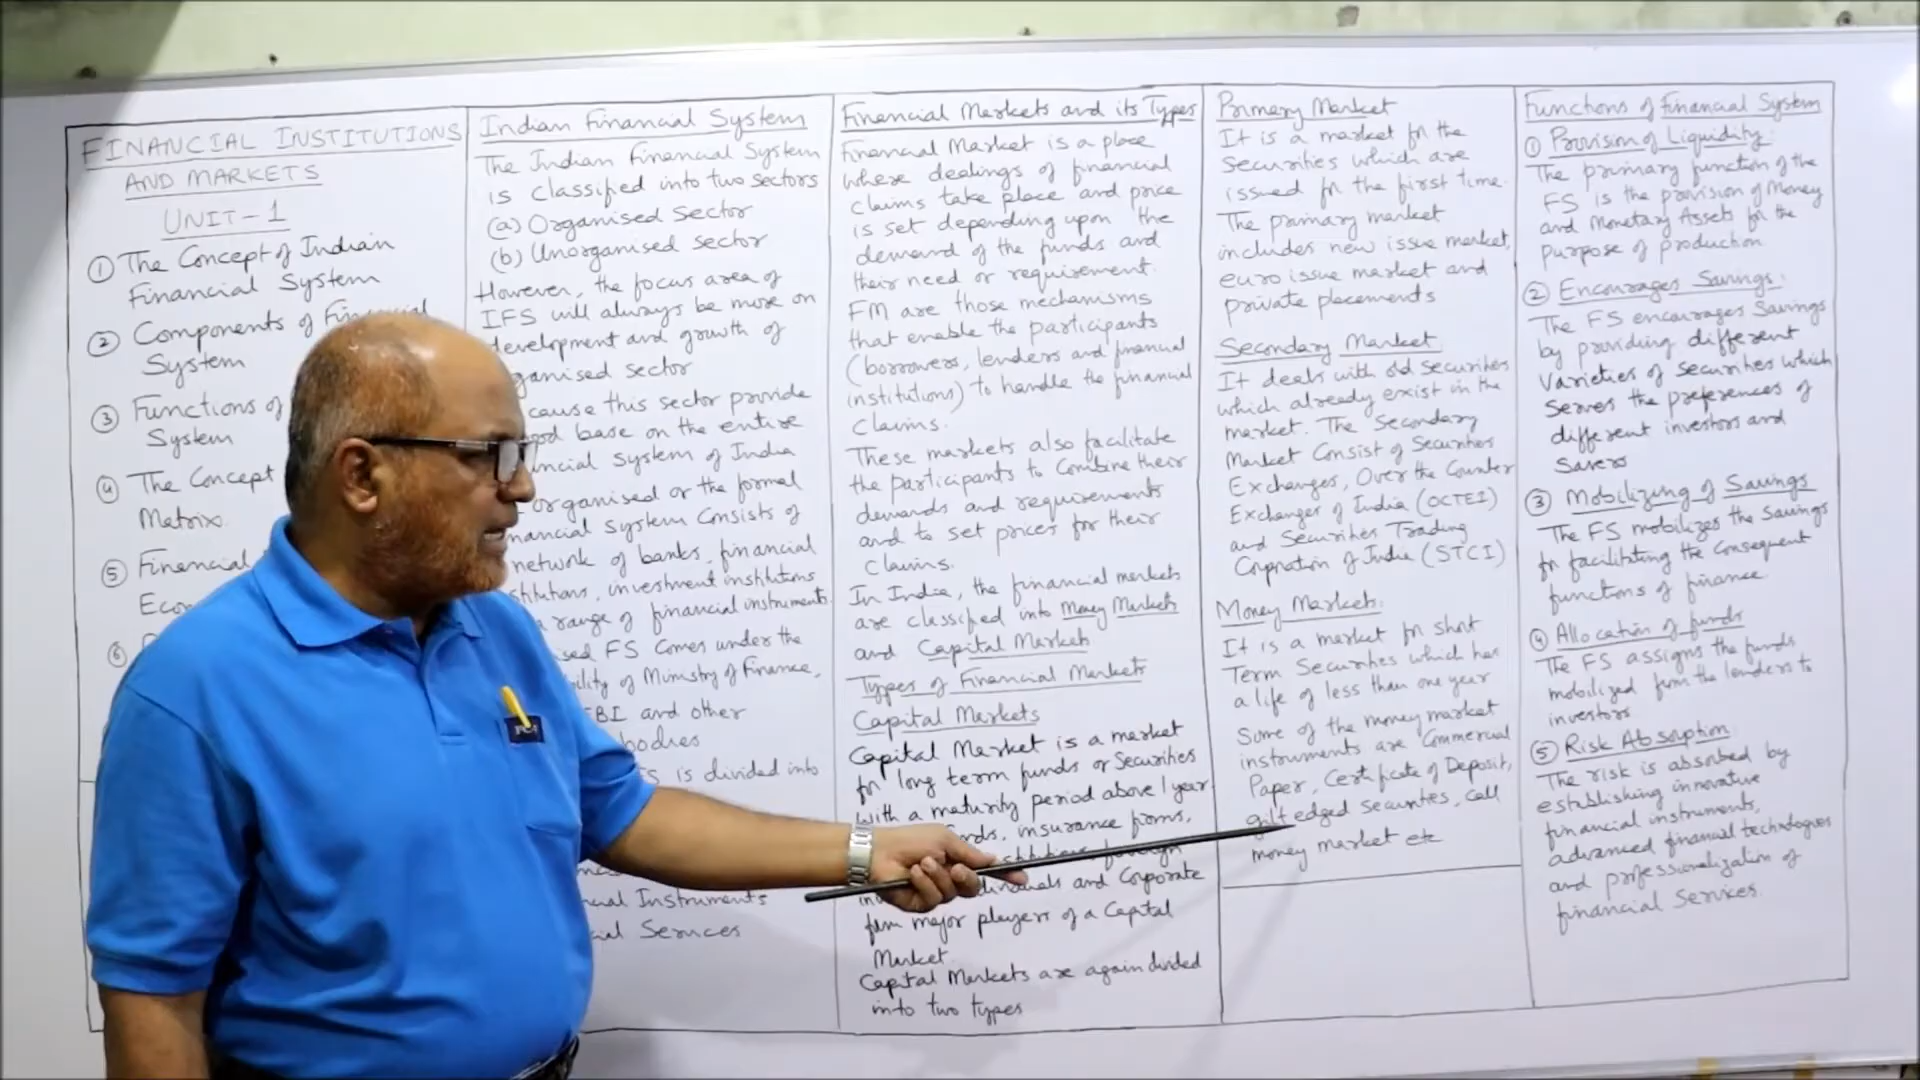 FINANCIAL INSTITUTIONS
AND MARKETS
UNIT-1
① The Concept of Indian
Financial System
② Components of Financial
System
③ Functions of
System
④ The Concept
Matrix
⑤ Financial
Eco
⑥
Indian Financial System
The Indian Financial System
is classified into two sectors
(a) Organised Sector
(b) Unorganised sector
However, the focus area of
IFS will always be more on
development and growth of
ganised sector
cause this sector provide
ood base on the entire
ancial system of India
organised or the formal
nancial system consists of
network of banks, financial
stitutions, investment institutions
a range of financial instruments
sed FS comes under the
ility of Ministry of Finance,
EBI and other
bodies
is divided into
Instruments
cial Services
Financial Markets and its Types
Financial Market is a place
where dealings of financial
claims take place and price
is set depending upon the
demand of the funds and
their need or requirement.
FM are those mechanisms
that enable the participants
(borrowers, lenders and financial
institutions) to handle the financial
claims.
These markets also facilitate
the participants to combine their
demands and requirements
and to set prices for their
claims.
In India, the financial markets
are classified into Money Markets
and Capital Markets
Types of Financial Markets
Capital Markets
Capital Market is a market
for long term funds or Securities
with a maturity period above 1 year
nds, insurance firms,
foreign
and Corporate
firm major players of a Capital
Market.
Capital Markets are again divided
into two types
Primary Market
It is a market for the
securities which are
issued for the first time.
The primary market
includes new issue market,
euro issue market and
private placements
Secondary Market
It deals with old securities
which already exist in the
market. The Secondary
Market Consist of Securities
Exchanges, Over the Counter
Exchanges of India (OCTEI)
and Securities Trading
Corporation of India (STCI)
Money Markets:
It is a market for short
Term Securities which has
a life of less than one year
Some of the money market
instruments are Commercial
Paper, Certificate of Deposit,
gilt edged securities, call
money market etc
Functions of Financial System
① Provision of Liquidity:
The primary function of the
FS is the provision of Money
and Monetary Assets for the
purpose of production
② Encourages Savings:
The FS encourages Savings
by providing different
varieties of securities which
serves the preferences of
different investors and
Savers
③ Mobilizing of Savings
The FS mobilizes the savings
for facilitating the consequent
functions of finance
④ Allocation of funds
The FS assigns the funds
mobilized from the lenders to
investors
⑤ Risk Absorption
The risk is absorbed by
establishing innovative
financial instruments,
advanced financial technologies
and professionalization of
financial services